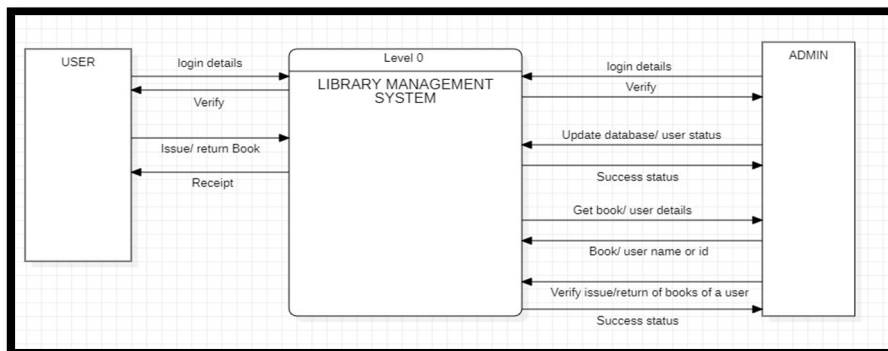 USER
login details
Verify
Issue/ return Book
Receipt
Level 0
LIBRARY MANAGEMENT
SYSTEM
login details
Verify
Update database/ user status
Success status
Get book/ user details
Book/ user name or id
Verify issue/return of books of a user
Success status
ADMIN